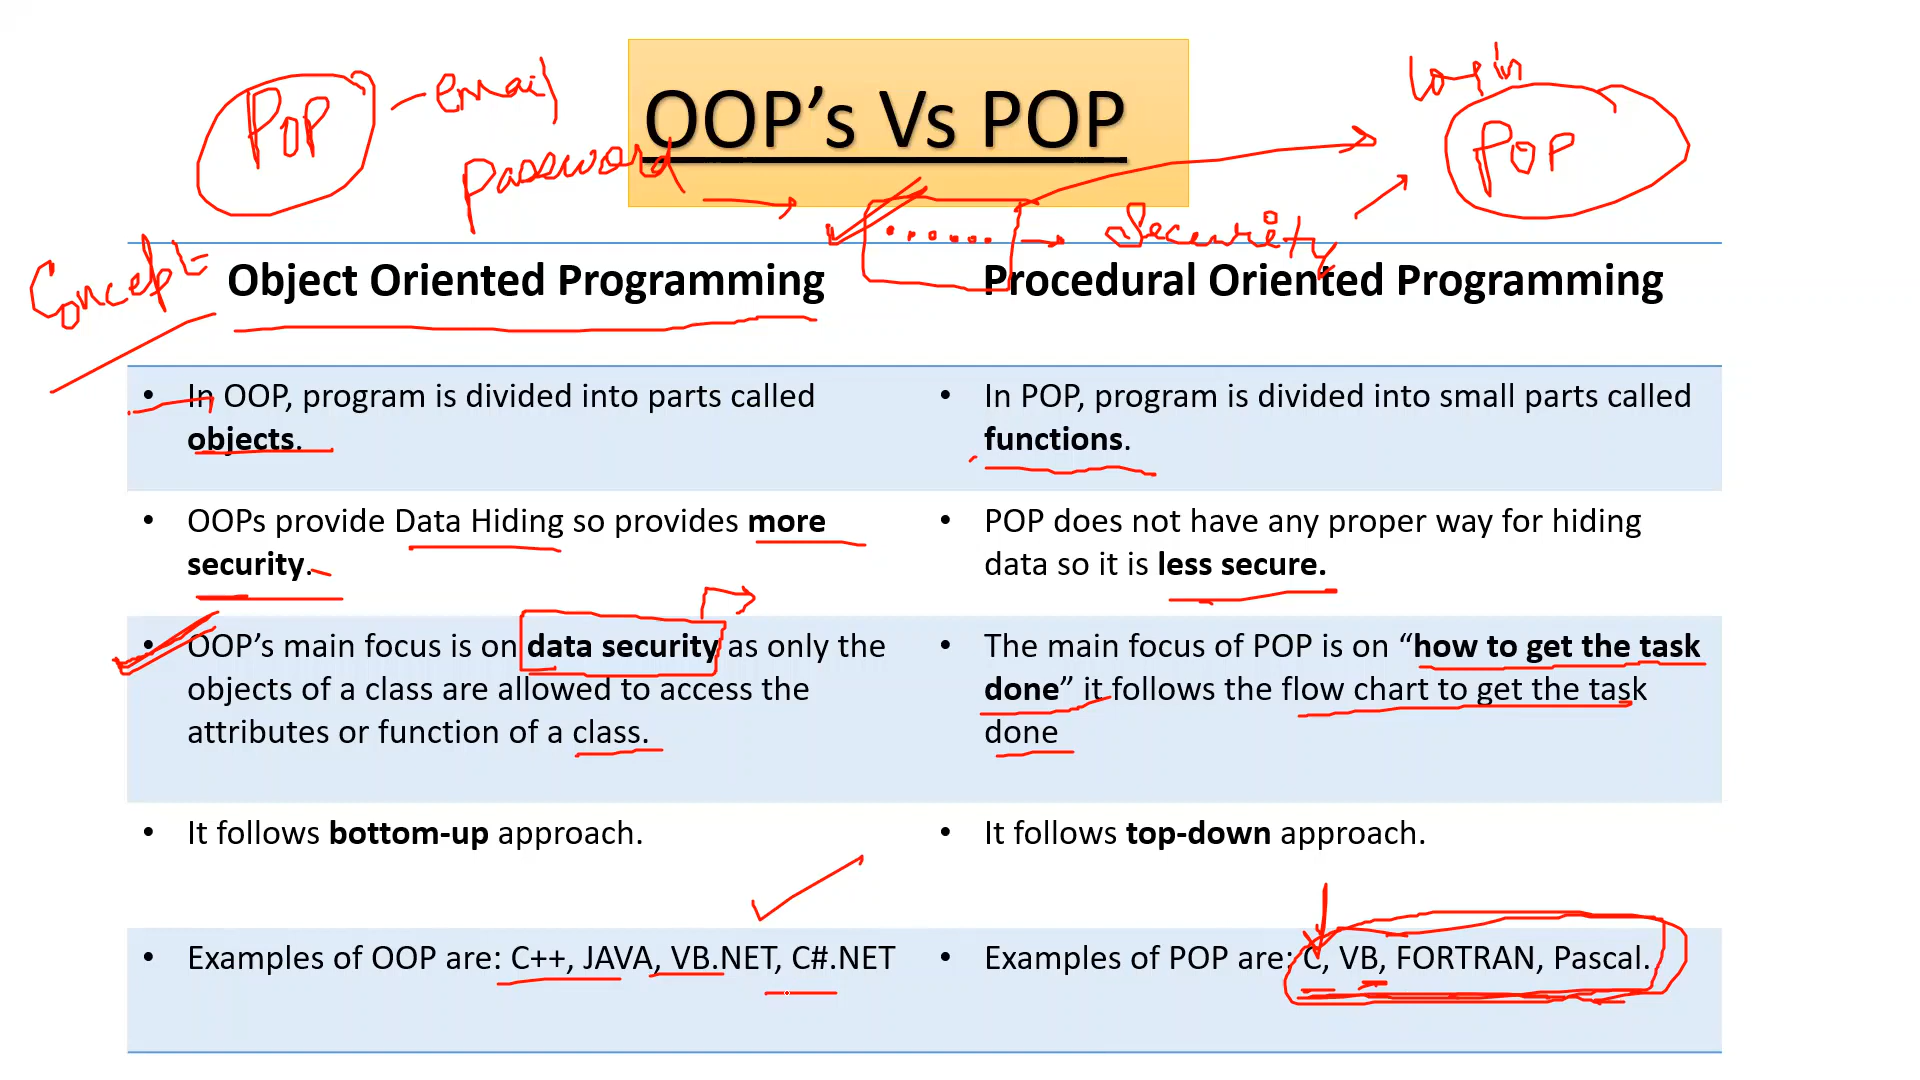 Login
POP
- email
OOP's Vs POP
POP
password
Secewrity
Concept
Object Oriented Programming
Procedural Oriented Programming
• In OOP, program is divided into parts called
objects.
• In POP, program is divided into small parts called
functions.
• OOPs provide Data Hiding so provides more
security.
• POP does not have any proper way for hiding
data so it is less secure.
• OOP's main focus is on data security as only the
objects of a class are allowed to access the
attributes or function of a class.
• The main focus of POP is on “how to get the task
done” it follows the flow chart to get the task
done
• It follows bottom-up approach.
• It follows top-down approach.
• Examples of OOP are: C++, JAVA, VB.NET, C#.NET
• Examples of POP are: C, VB, FORTRAN, Pascal.